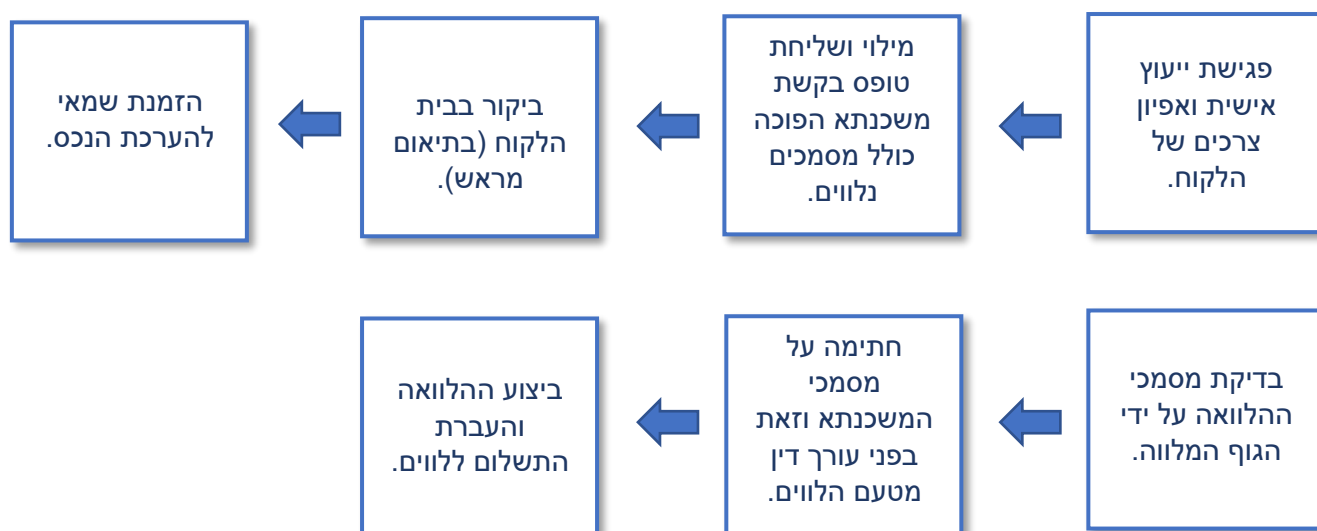 פגישת ייעוץ
אישית ואפיון
צרכים של
הלקוח.
מילוי ושליחת
טופס בקשת
משכנתא הפוכה
כולל מסמכים
נלווים.
ביקור בבית
הלקוח (בתיאום
מראש).
הזמנת שמאי
להערכת הנכס.
בדיקת מסמכי
ההלוואה על ידי
הגוף המלווה.
חתימה על
מסמכי
המשכנתא וזאת
בפני עורך דין
מטעם הלווים.
ביצוע ההלוואה
והעברת
התשלום ללווים.